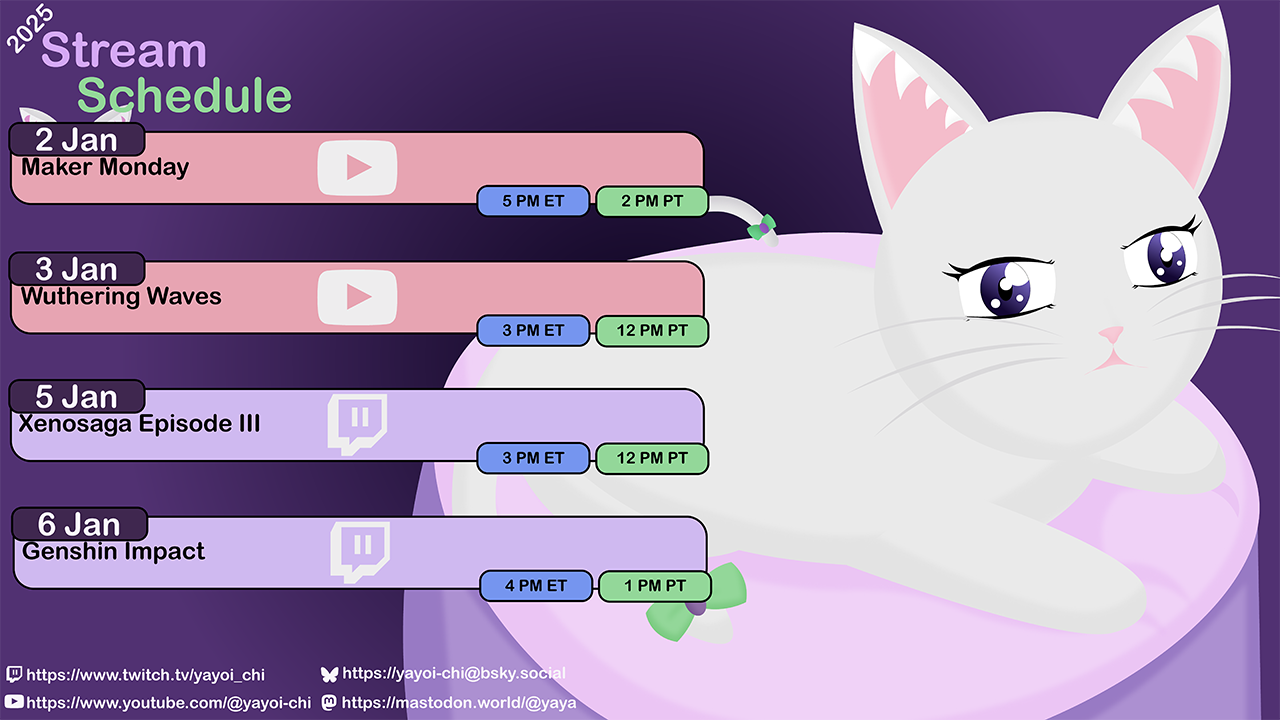 2025
Stream
Schedule
2 Jan
Maker Monday
5 PM ET
2 PM PT
3 Jan
Wuthering Waves
3 PM ET
12 PM PT
5 Jan
Xenosaga Episode III
3 PM ET
12 PM PT
6 Jan
Genshin Impact
4 PM ET
1 PM PT
https://www.twitch.tv/yayoi_chi
https://yayoi-chi@bsky.social
https://www.youtube.com/@yayoi-chi
https://mastodon.world/@yaya